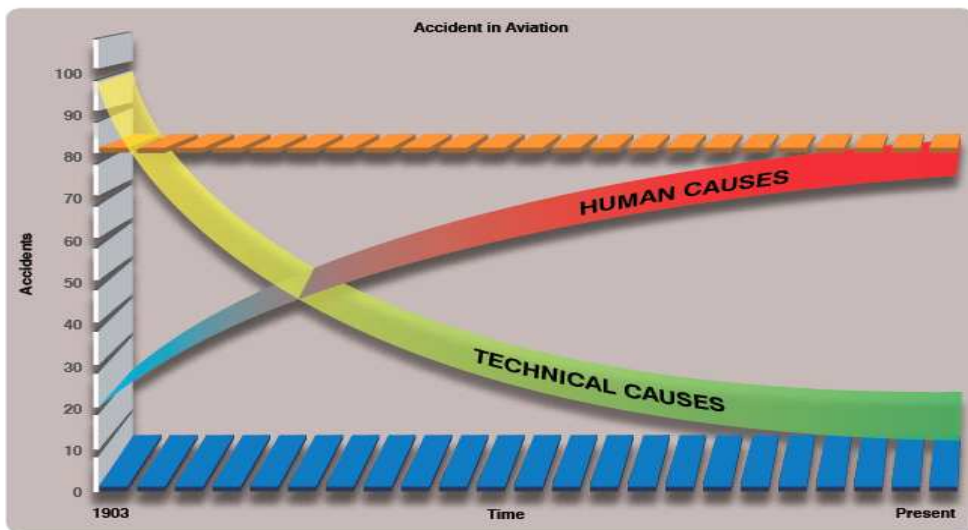 Accident in Aviation
100
90
80
70
60
50
40
30
20
10
0
Accidents
HUMAN CAUSES
TECHNICAL CAUSES
1903
Time
Present